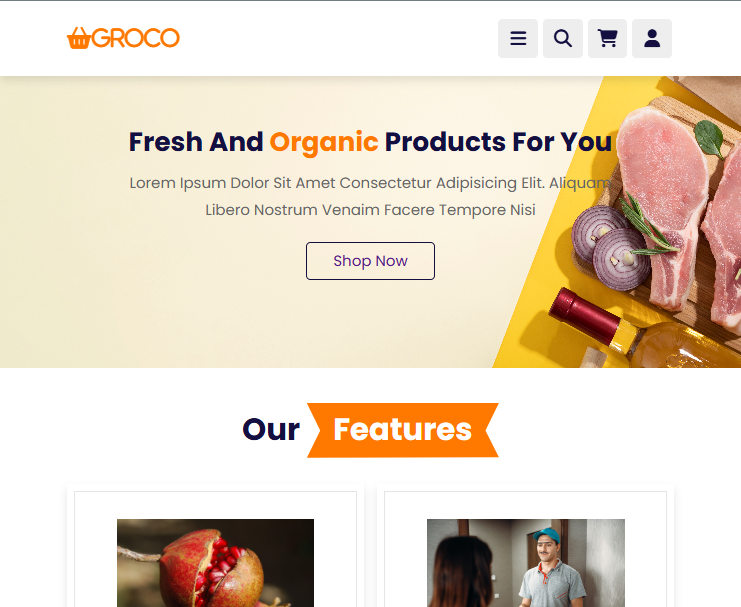 GROCO
Fresh And Organic Products For You
Lorem Ipsum Dolor Sit Amet Consectetur Adipisicing Elit. Aliquam
Libero Nostrum Venaim Facere Tempore Nisi
Shop Now
Our Features